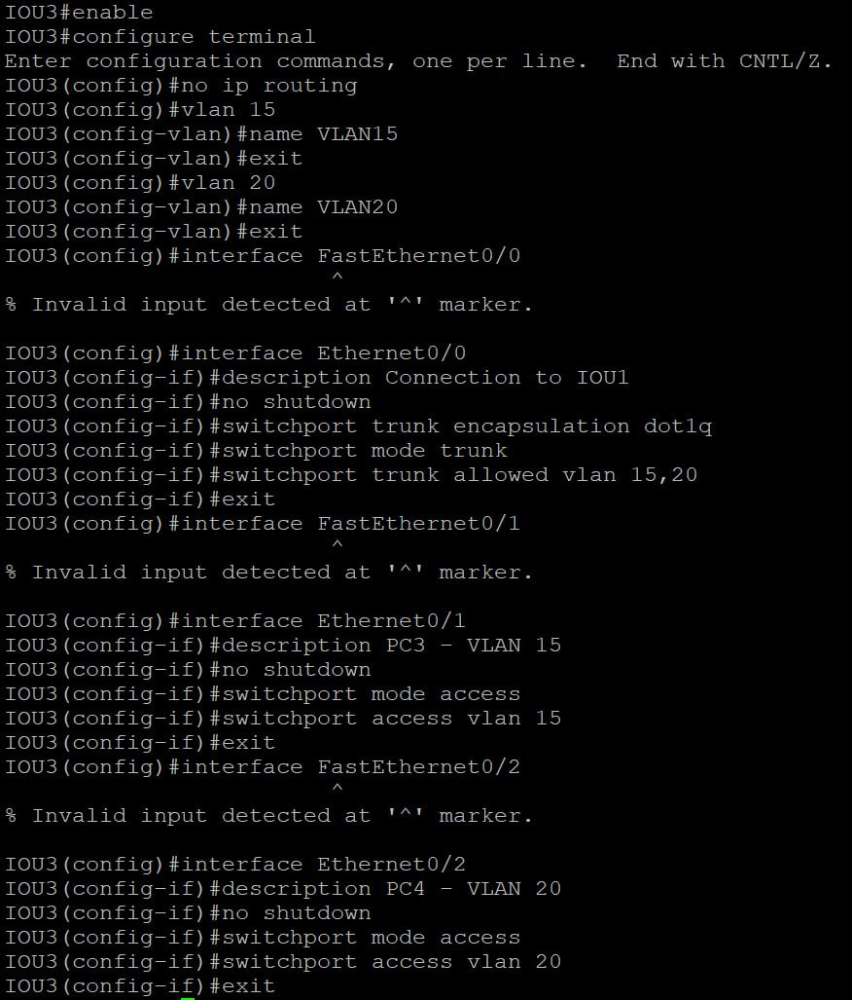 IOU3#enable
IOU3#configure terminal
Enter configuration commands, one per line.  End with CNTL/Z.
IOU3(config)#no ip routing
IOU3(config)#vlan 15
IOU3(config-vlan)#name VLAN15
IOU3(config-vlan)#exit
IOU3(config)#vlan 20
IOU3(config-vlan)#name VLAN20
IOU3(config-vlan)#exit
IOU3(config)#interface FastEthernet0/0
                        ^
% Invalid input detected at '^' marker.

IOU3(config)#interface Ethernet0/0
IOU3(config-if)#description Connection to IOU1
IOU3(config-if)#no shutdown
IOU3(config-if)#switchport trunk encapsulation dot1q
IOU3(config-if)#switchport mode trunk
IOU3(config-if)#switchport trunk allowed vlan 15,20
IOU3(config-if)#exit
IOU3(config)#interface FastEthernet0/1
                        ^
% Invalid input detected at '^' marker.

IOU3(config)#interface Ethernet0/1
IOU3(config-if)#description PC3 - VLAN 15
IOU3(config-if)#no shutdown
IOU3(config-if)#switchport mode access
IOU3(config-if)#switchport access vlan 15
IOU3(config-if)#exit
IOU3(config)#interface FastEthernet0/2
                        ^
% Invalid input detected at '^' marker.

IOU3(config)#interface Ethernet0/2
IOU3(config-if)#description PC4 - VLAN 20
IOU3(config-if)#no shutdown
IOU3(config-if)#switchport mode access
IOU3(config-if)#switchport access vlan 20
IOU3(config-if)#exit